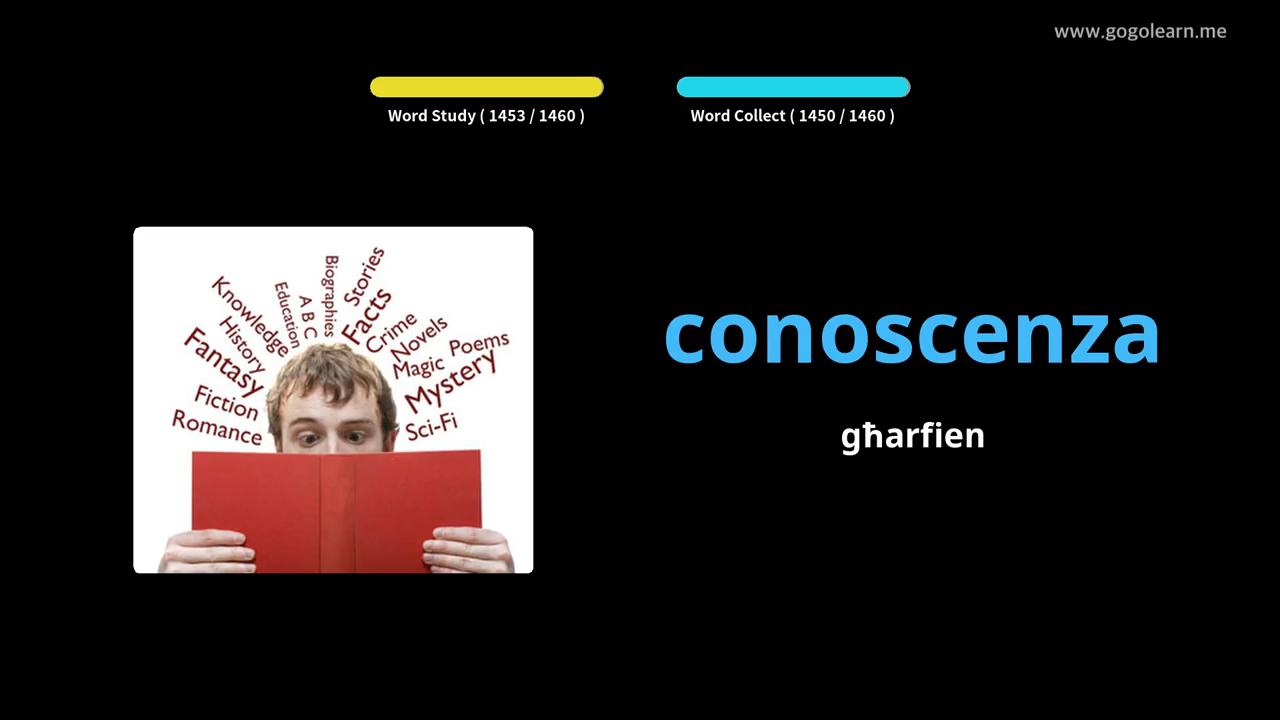 www.gogolearn.me
Word Study ( 1453 / 1460 )
Word Collect ( 1450 / 1460 )
Knowledge
History
Fantasy
Fiction
Romance
Education
A B C
Biographies
Stories
Facts
Crime
Novels
Magic
Poems
Mystery
Sci-Fi
conoscenza
għarfien